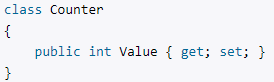 class Counter
{
    public int Value { get; set; }
}